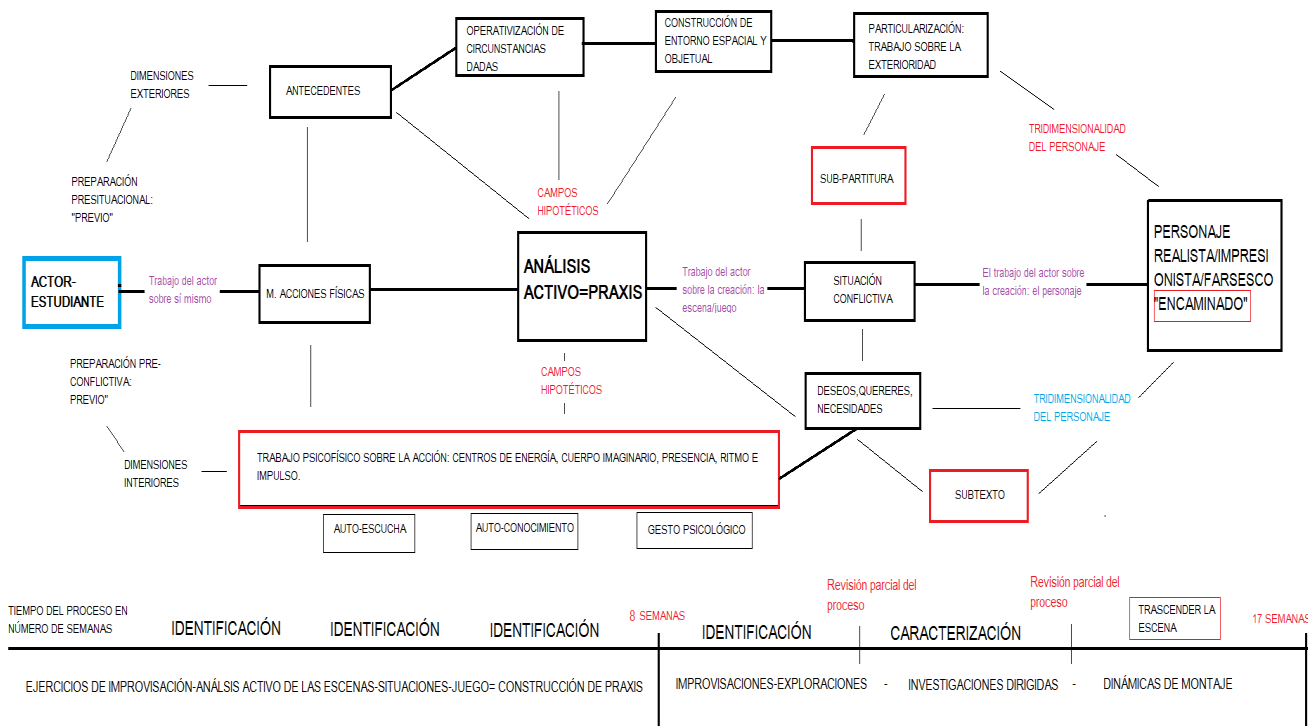 OPERATIVIZACIÓN DE
CIRCUNSTANCIAS
DADAS
CONSTRUCCIÓN DE
ENTORNO ESPACIAL Y
OBJETUAL
PARTICULARIZACIÓN:
TRABAJO SOBRE LA
EXTERIORIDAD
DIMENSIONES
EXTERIORES
ANTECEDENTES
TRIDIMENSIONALIDAD
DEL PERSONAJE
PREPARACIÓN
PRESITUACIONAL:
"PREVIO"
CAMPOS
HIPOTÉTICOS
SUB-PARTITURA
ACTOR-
ESTUDIANTE
Trabajo del actor
sobre sí mismo
M. ACCIONES FÍSICAS
ANÁLISIS
ACTIVO=PRAXIS
Trabajo del actor
sobre la creación: la
escena/juego
SITUACIÓN
CONFLICTIVA
El trabajo del actor sobre
la creación: el personaje
PERSONAJE
REALISTA/IMPRESI
ONISTA/FARSESCO
"ENCAMINADO"
PREPARACIÓN PRE-
CONFLICTIVA:
PREVIO"
CAMPOS
HIPOTÉTICOS
DESEOS,QUERERES,
NECESIDADES
TRIDIMENSIONALIDAD
DEL PERSONAJE
DIMENSIONES
INTERIORES
TRABAJO PSICOFÍSICO SOBRE LA ACCIÓN: CENTROS DE ENERGÍA, CUERPO IMAGINARIO, PRESENCIA, RITMO E
IMPULSO.
SUBTEXTO
AUTO-ESCUCHA
AUTO-CONOCIMIENTO
GESTO PSICOLÓGICO
TIEMPO DEL PROCESO EN
NÚMERO DE SEMANAS
IDENTIFICACIÓN
IDENTIFICACIÓN
IDENTIFICACIÓN
8 SEMANAS
IDENTIFICACIÓN
Revisión parcial del
proceso
CARACTERIZACIÓN
Revisión parcial del
proceso
TRASCENDER LA
ESCENA
17 SEMANAS
EJERCICIOS DE IMPROVISACIÓN-ANÁLSIS ACTIVO DE LAS ESCENAS-SITUACIONES-JUEGO= CONSTRUCCIÓN DE PRAXIS
IMPROVISACIONES-EXPLORACIONES - INVESTIGACIONES DIRIGIDAS - DINÁMICAS DE MONTAJE